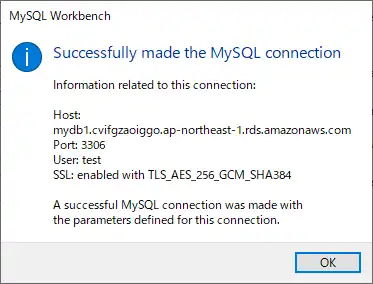 MySQL Workbench
Successfully made the MySQL connection
Information related to this connection:
Host:
mydb1.cvifgzaoiggo.ap-northeast-1.rds.amazonaws.com
Port: 3306
User: test
SSL: enabled with TLS_AES_256_GCM_SHA384
A successful MySQL connection was made with
the parameters defined for this connection.
OK